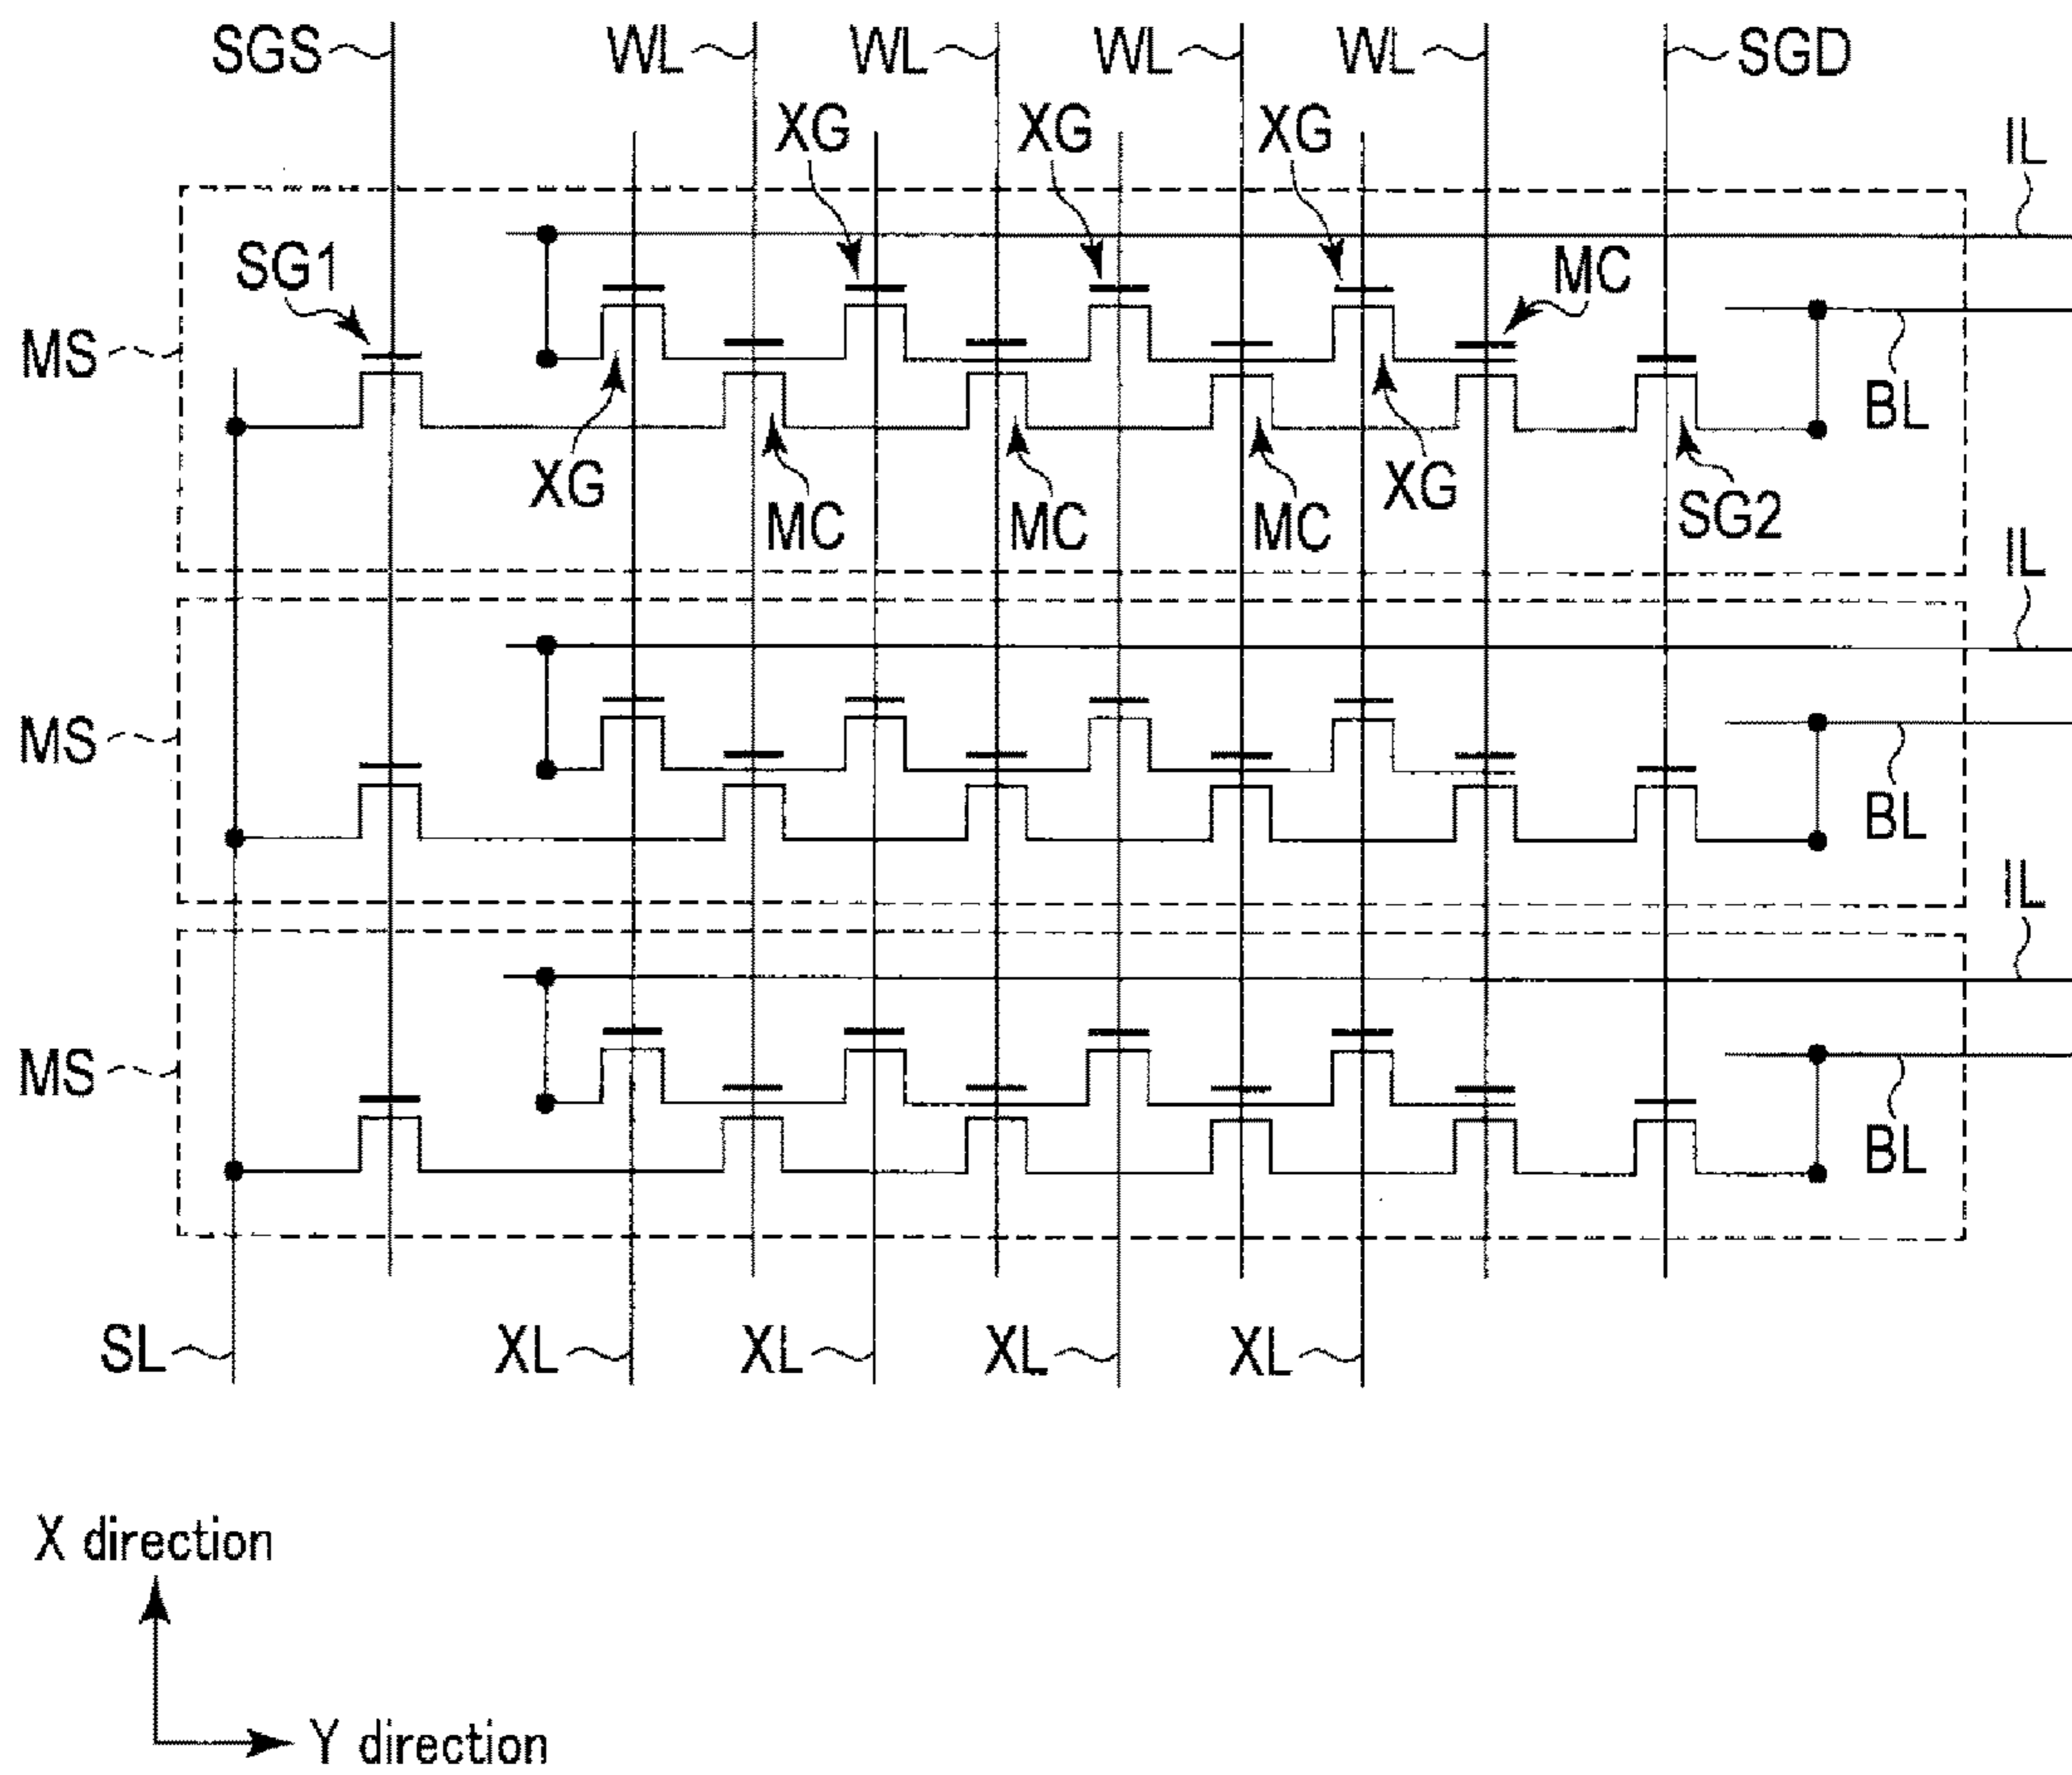 SGS
WL
WL
WL
WL
SGD
XG
XG
XG
IL
SG1
MC
MS
BL
XG
MC
MC
MC
XG
SG2
IL
MS
BL
IL
MS
BL
SL
XL
XL
XL
XL
X direction
Y direction